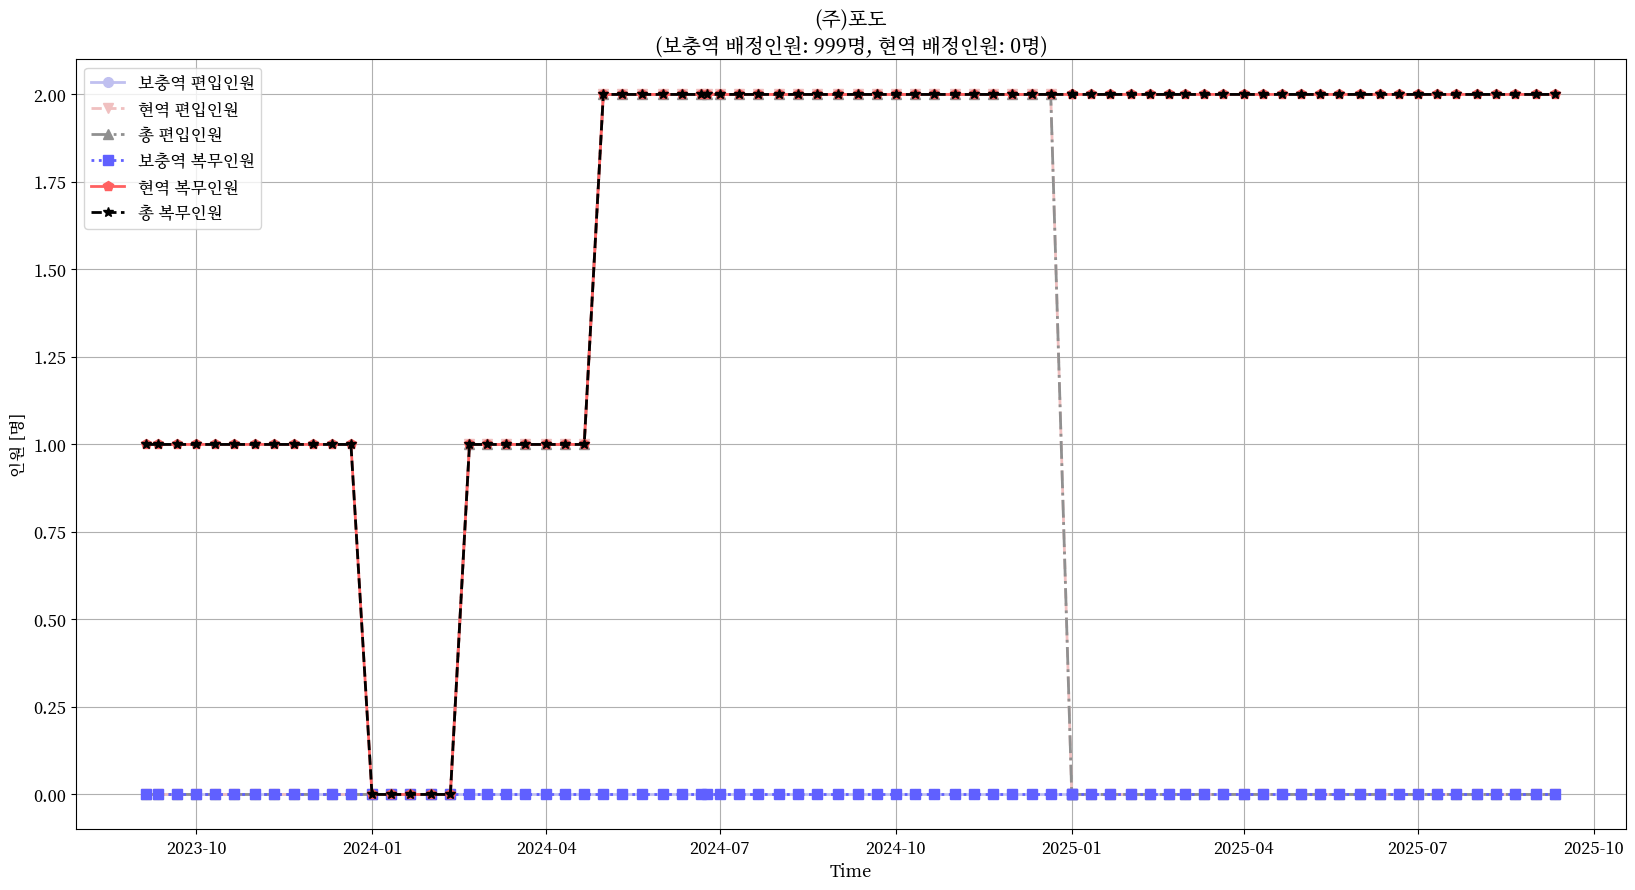 (주)포도
(보충역 배정인원: 999명, 현역 배정인원: 0명)
보충역 편입인원
현역 편입인원
총 편입인원
보충역 복무인원
현역 복무인원
총 복무인원
2.00
1.75
1.50
1.25
1.00
0.75
0.50
0.25
0.00
인원 [명]
2023-10
2024-01
2024-04
2024-07
2024-10
2025-01
2025-04
2025-07
2025-10
Time